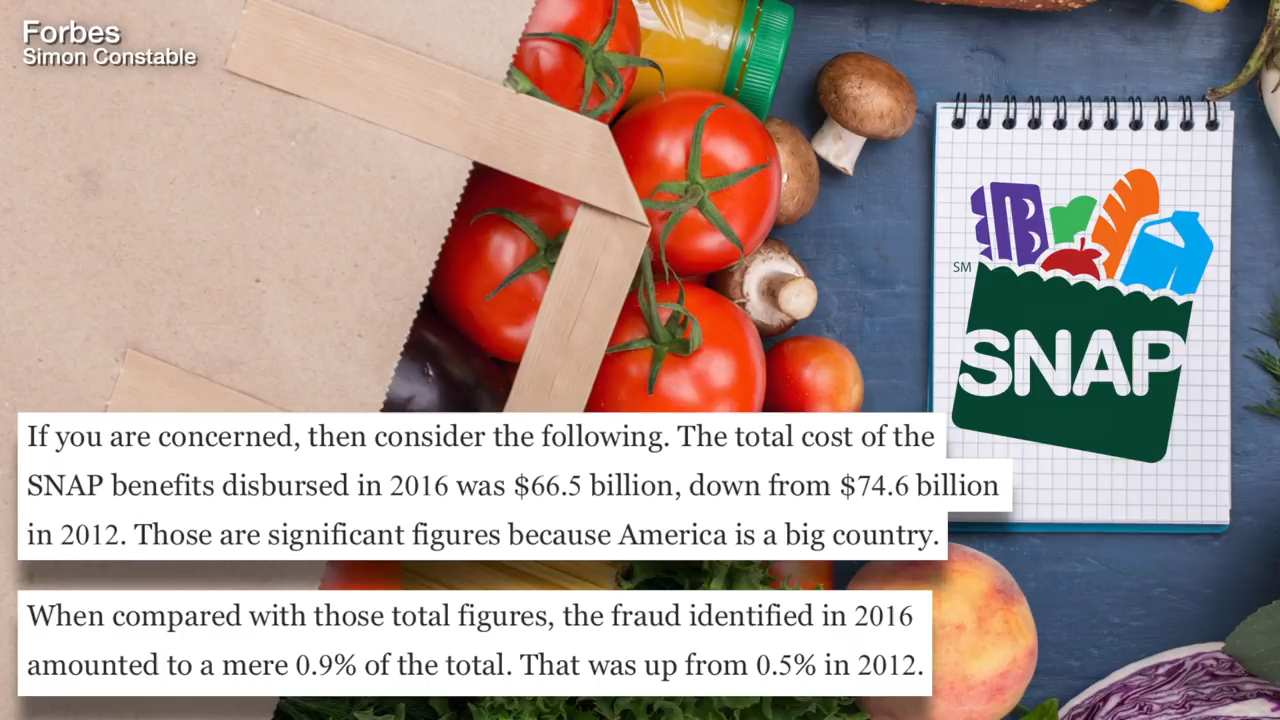 Forbes
Simon Constable
SM
SNAP
If you are concerned, then consider the following. The total cost of the
SNAP benefits disbursed in 2016 was $66.5 billion, down from $74.6 billion
in 2012. Those are significant figures because America is a big country.
When compared with those total figures, the fraud identified in 2016
amounted to a mere 0.9% of the total. That was up from 0.5% in 2012.